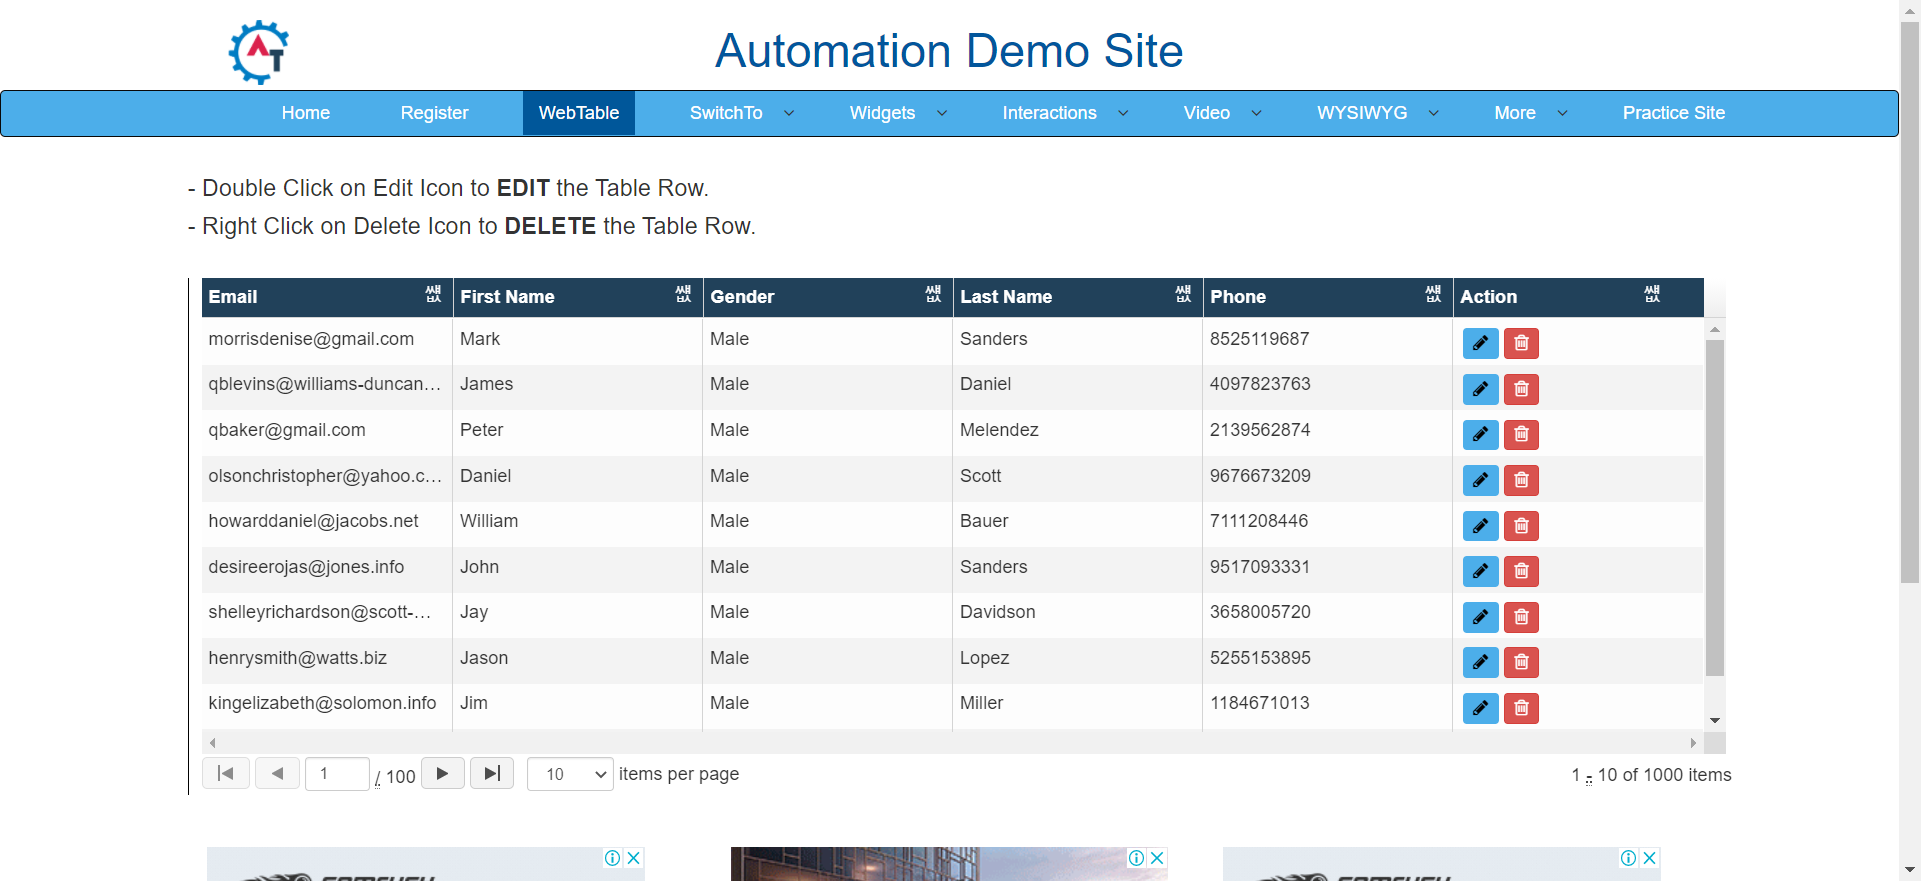 AT
Automation Demo Site
Home Register WebTable SwitchTo Widgets Interactions Video WYSIWYG More Practice Site
- Double Click on Edit Icon to EDIT the Table Row.
- Right Click on Delete Icon to DELETE the Table Row.
Email First Name Gender Last Name Phone Action
morrisdenise@gmail.com Mark Male Sanders 8525119687
qblevins@williams-duncan... James Male Daniel 4097823763
qbaker@gmail.com Peter Male Melendez 2139562874
olsonchristopher@yahoo.c... Daniel Male Scott 9676673209
howarddaniel@jacobs.net William Male Bauer 7111208446
desireerojas@jones.info John Male Sanders 9517093331
shelleyrichardson@scott-... Jay Male Davidson 3658005720
henrysmith@watts.biz Jason Male Lopez 5255153895
kingelizabeth@solomon.info Jim Male Miller 1184671013
1 / 100 10 items per page 1 - 10 of 1000 items